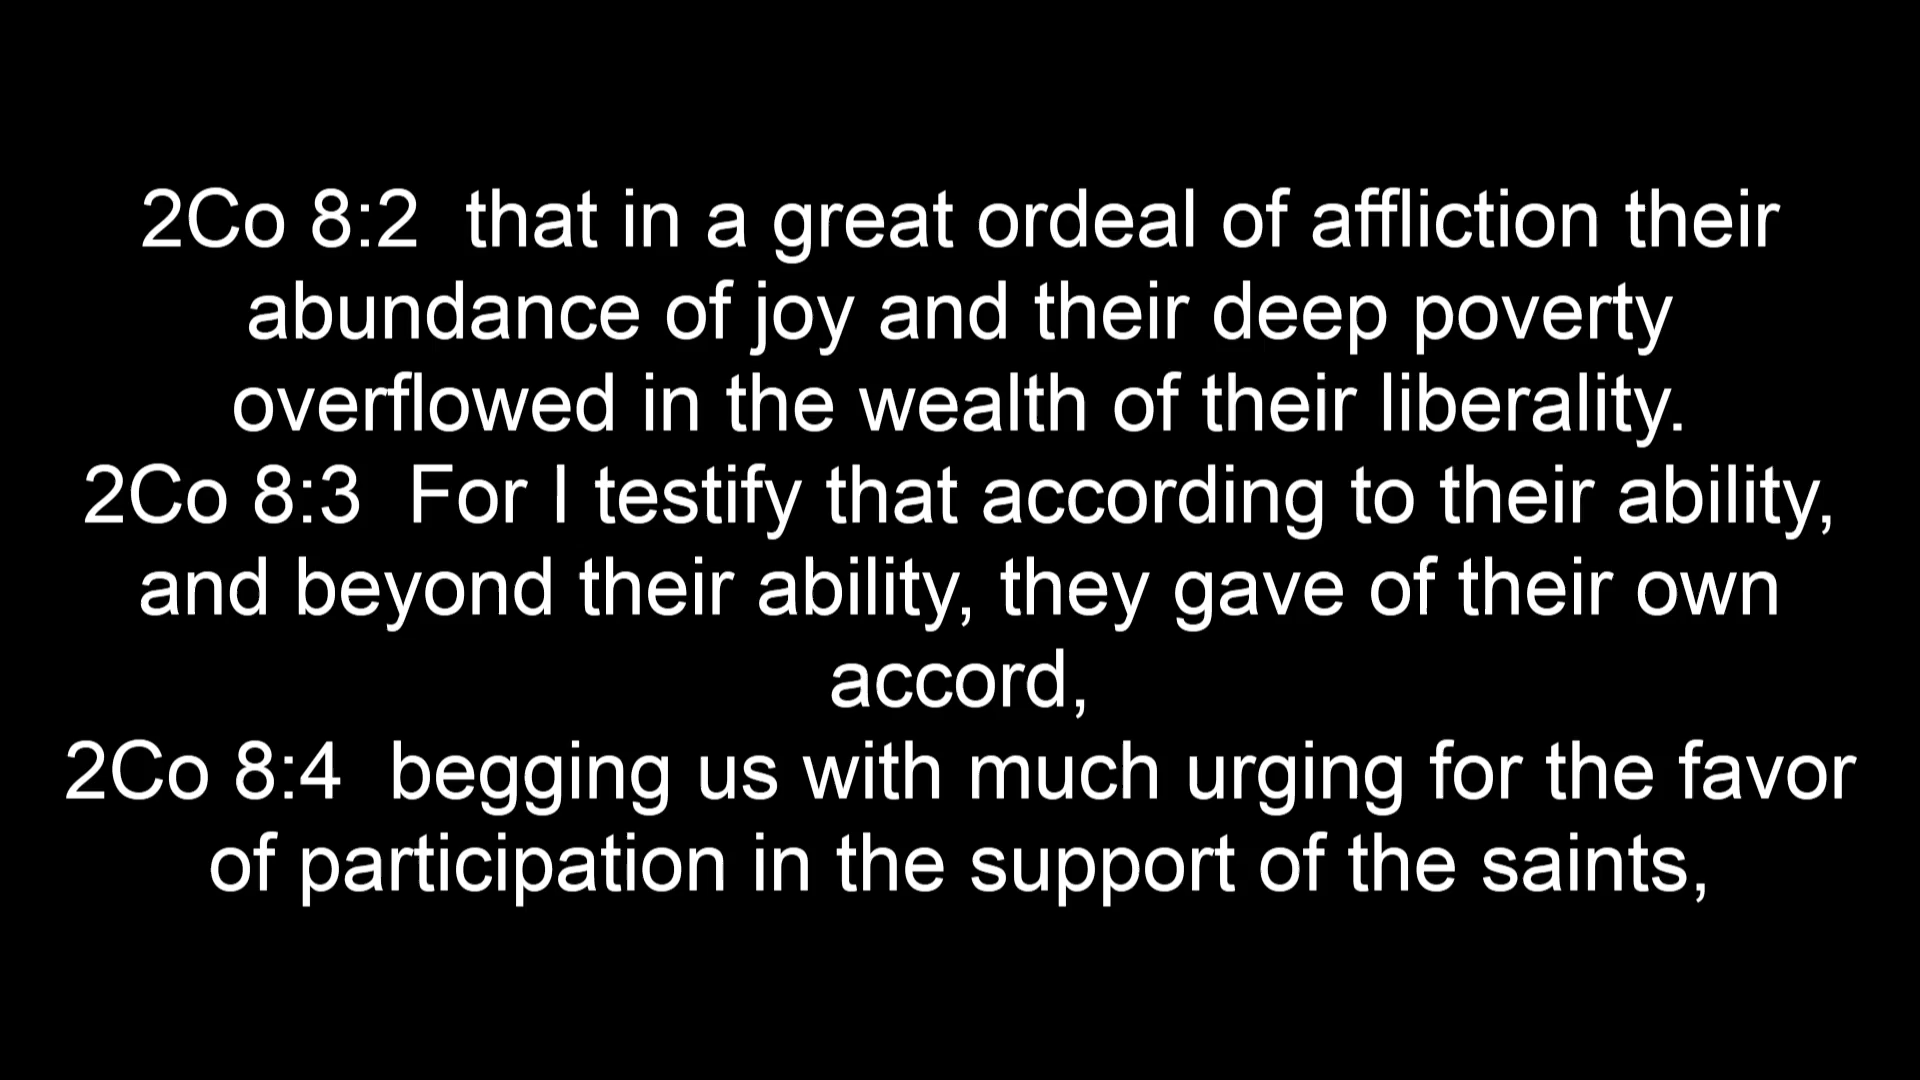 2Co 8:2  that in a great ordeal of affliction their
abundance of joy and their deep poverty
overflowed in the wealth of their liberality.
2Co 8:3  For I testify that according to their ability,
and beyond their ability, they gave of their own
accord,
2Co 8:4  begging us with much urging for the favor
of participation in the support of the saints,